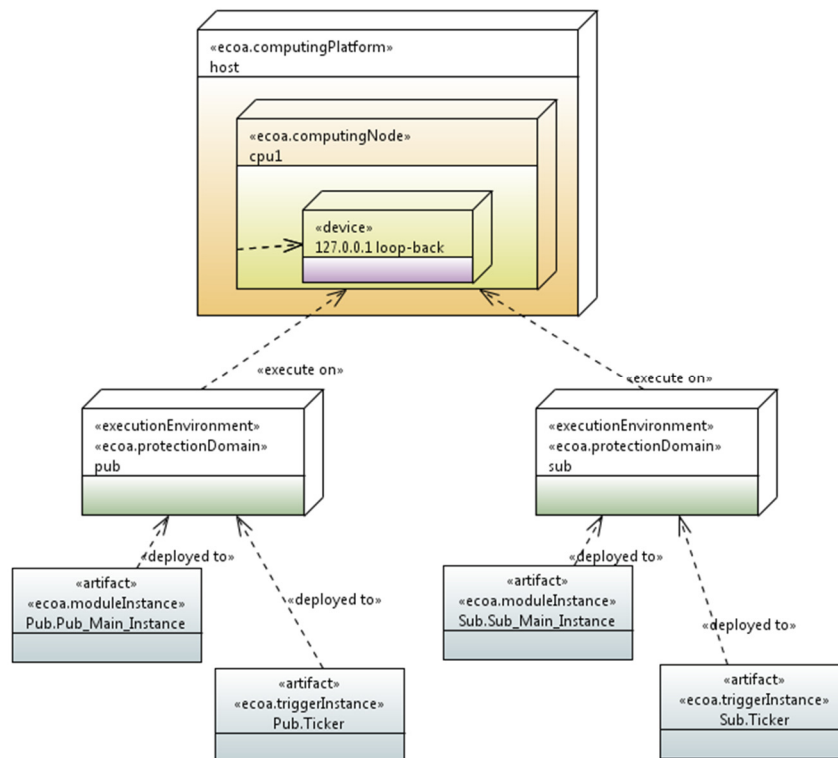 «ecoa.computingPlatform»
host
«ecoa.computingNode»
cpu1
«device»
127.0.0.1 loop-back
«execute on»
«execute on»
«executionEnvironment»
«ecoa.protectionDomain»
pub
«executionEnvironment»
«ecoa.protectionDomain»
sub
«deployed to»
«deployed to»
«artifact»
«ecoa.moduleInstance»
Pub.Pub_Main_Instance
«artifact»
«ecoa.moduleInstance»
Sub.Sub_Main_Instance
«deployed to»
«deployed to»
«artifact»
«ecoa.triggerInstance»
Pub.Ticker
«artifact»
«ecoa.triggerInstance»
Sub.Ticker